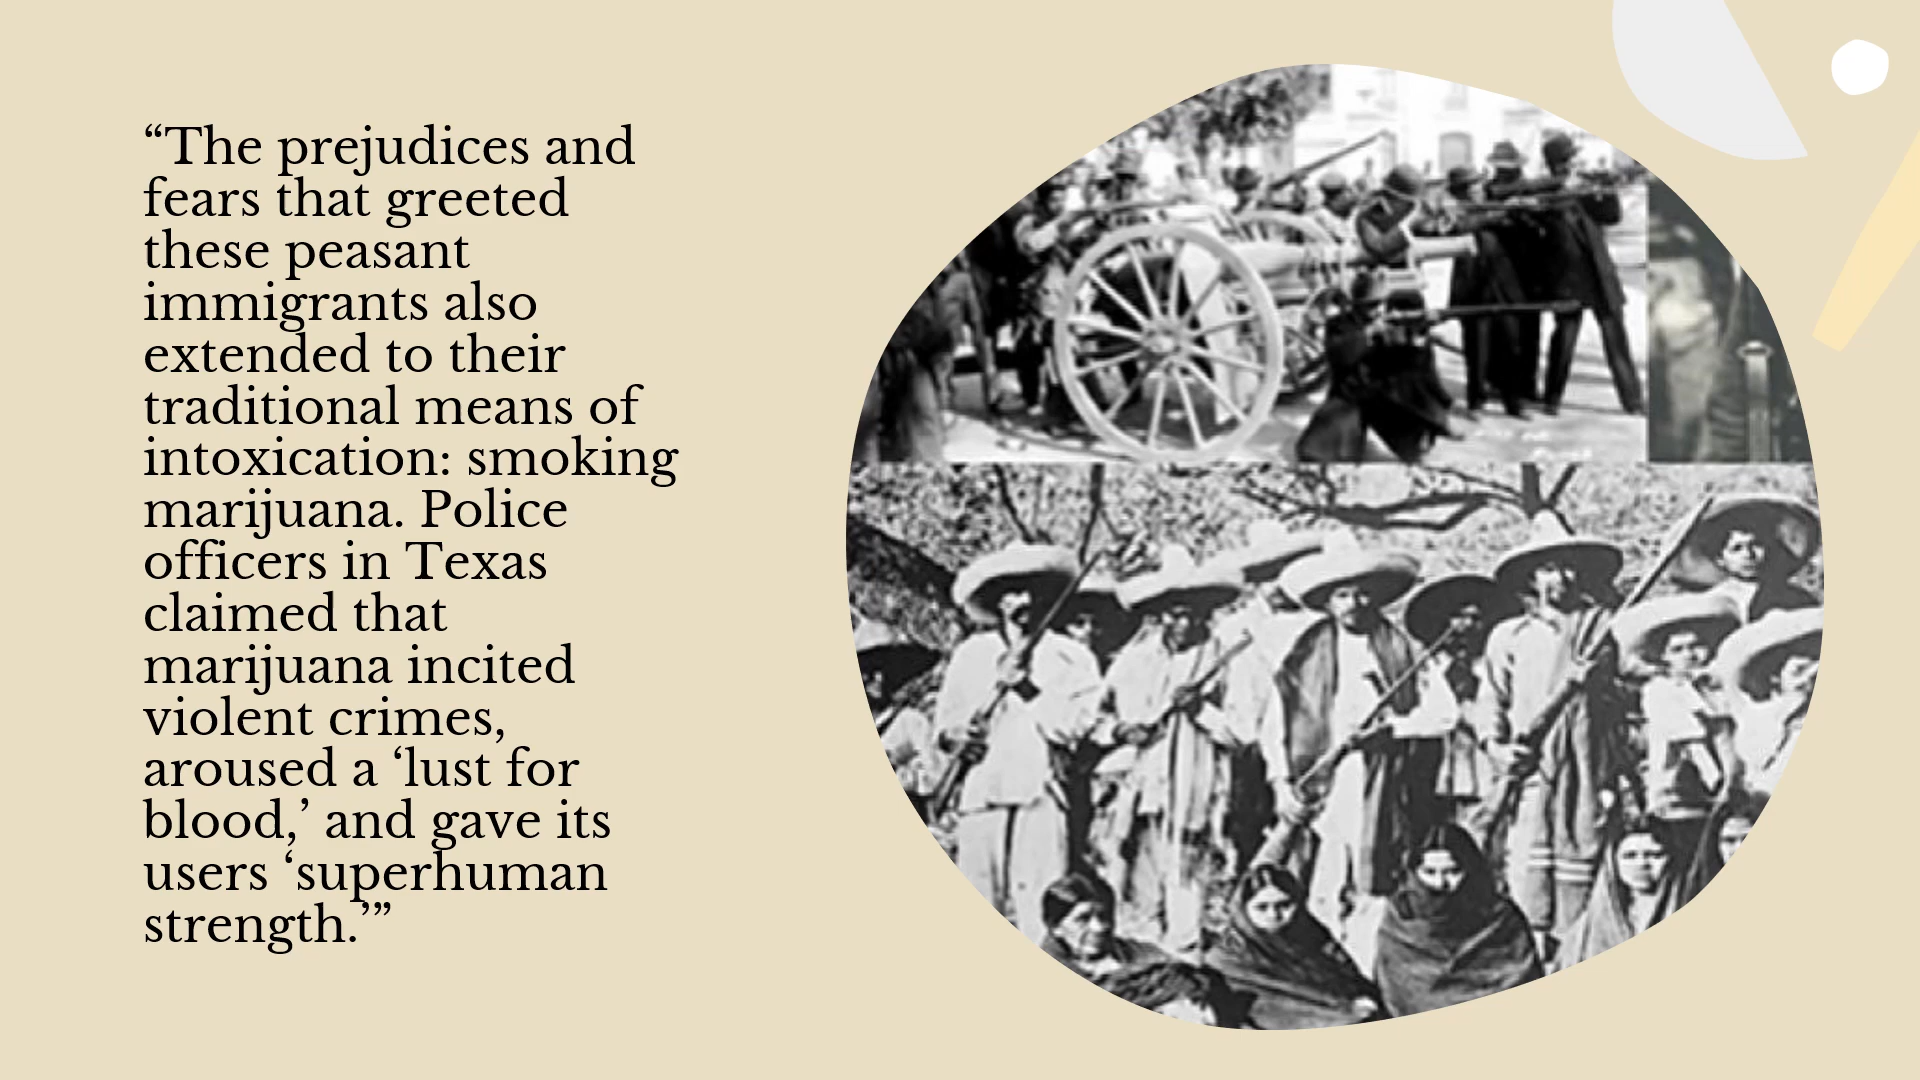 “The prejudices and
fears that greeted
these peasant
immigrants also
extended to their
traditional means of
intoxication: smoking
marijuana. Police
officers in Texas
claimed that
marijuana incited
violent crimes,
aroused a ‘lust for
blood,’ and gave its
users ‘superhuman
strength.’”